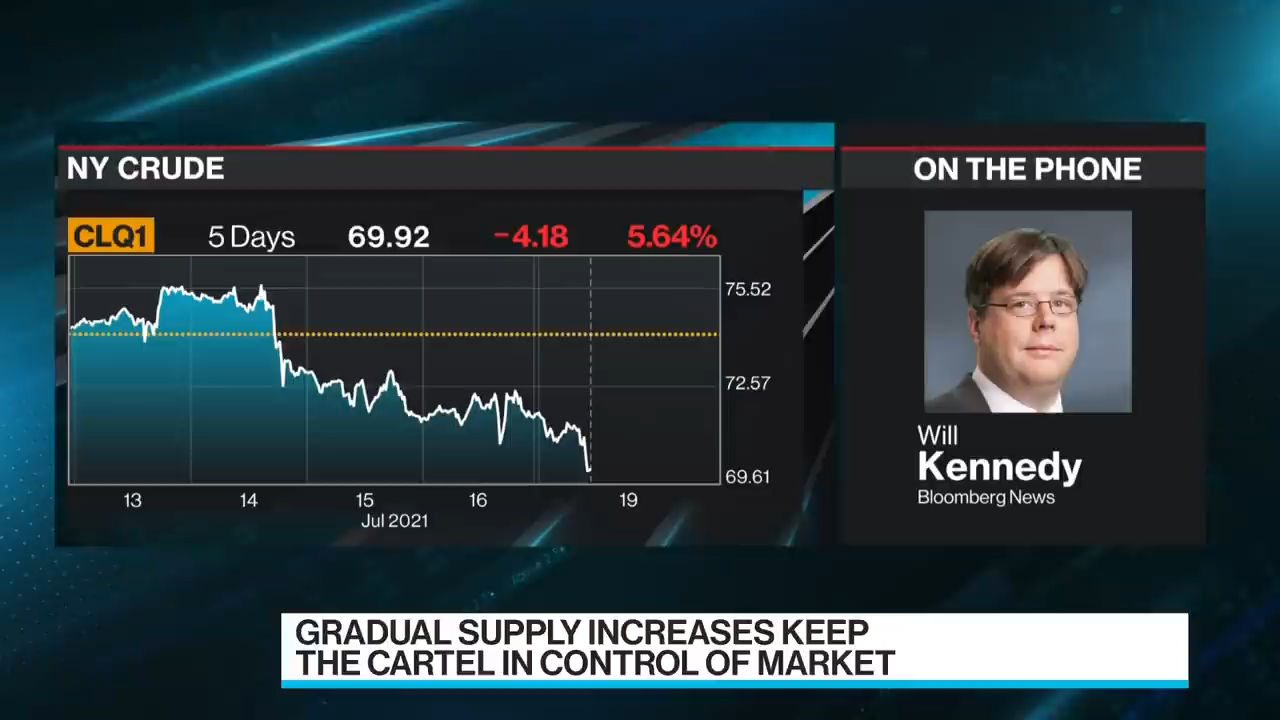 NY CRUDE
CLQ1 5 Days 69.92 −4.18 5.64%
75.52
72.57
69.61
13 14 15 16 19
Jul 2021
ON THE PHONE
Will
Kennedy
Bloomberg News
GRADUAL SUPPLY INCREASES KEEP
THE CARTEL IN CONTROL OF MARKET